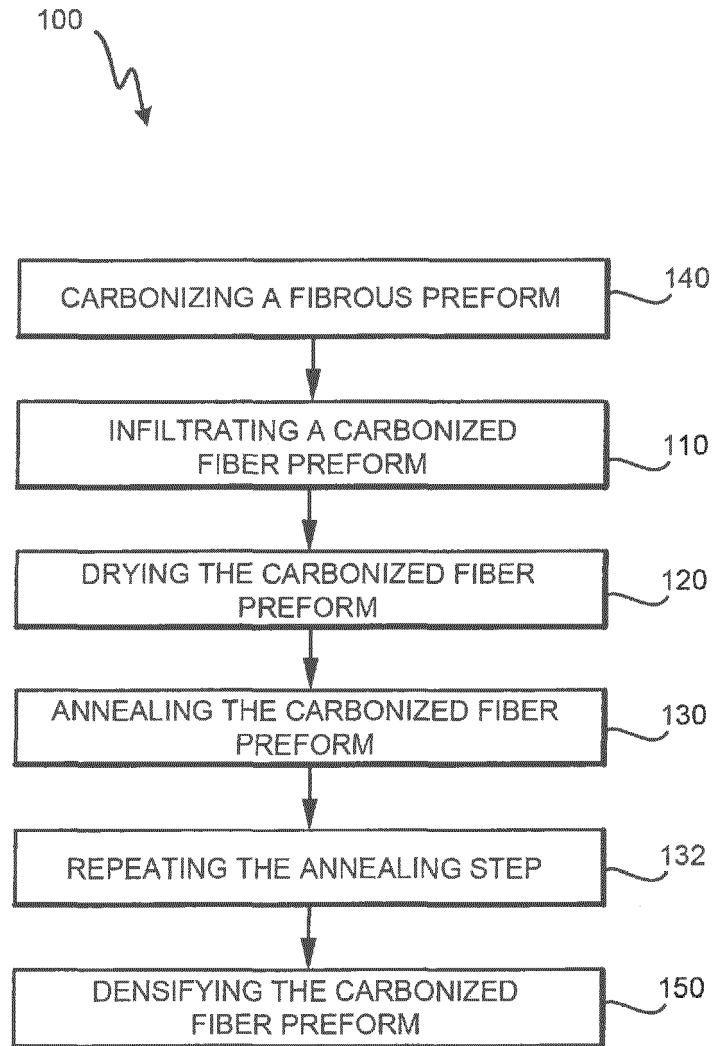 100
CARBONIZING A FIBROUS PREFORM
140
INFILTRATING A CARBONIZED
FIBER PREFORM
110
DRYING THE CARBONIZED FIBER
PREFORM
120
ANNEALING THE CARBONIZED FIBER
PREFORM
130
REPEATING THE ANNEALING STEP
132
DENSIFYING THE CARBONIZED
FIBER PREFORM
150